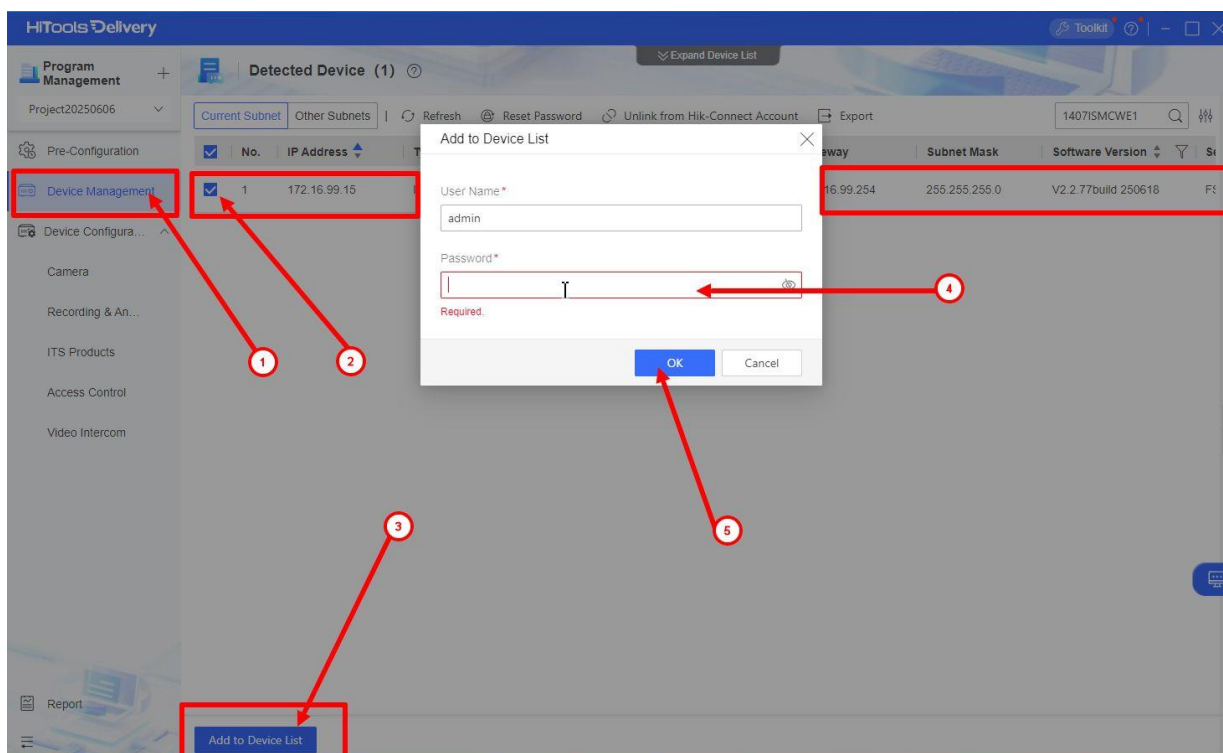 HiTools Delivery
Toolkit
Program
Management
Project20250606
Detected Device (1)
Expand Device List
Current Subnet Other Subnets Refresh Reset Password Unlink from Hik-Connect Account Export 1407ISMCWE1
Pre-Configuration
Device Management
Device Configura...
Camera
Recording & An...
ITS Products
Access Control
Video Intercom
Report
No. IP Address Subnet Mask Software Version
1 172.16.99.15 16.99.254 255.255.255.0 V2.2.77build 250618
Add to Device List
User Name*
admin
Password*
Required.
OK Cancel
1
2
3
4
5
Add to Device List